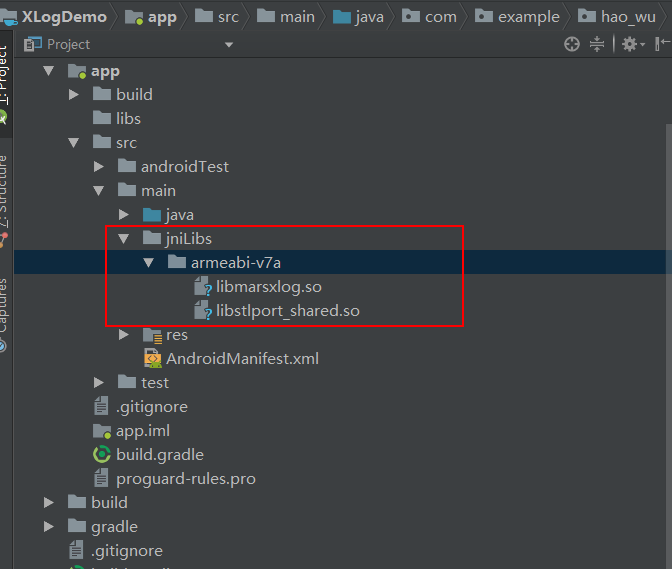 XLogDemo app src main java com example hao_wu
Project
1: Project
app
build
libs
src
androidTest
main
java
jniLibs
armeabi-v7a
libmarsxlog.so
libstlport_shared.so
res
AndroidManifest.xml
test
.gitignore
app.iml
build.gradle
proguard-rules.pro
build
gradle
.gitignore
Z: Structure
Captures